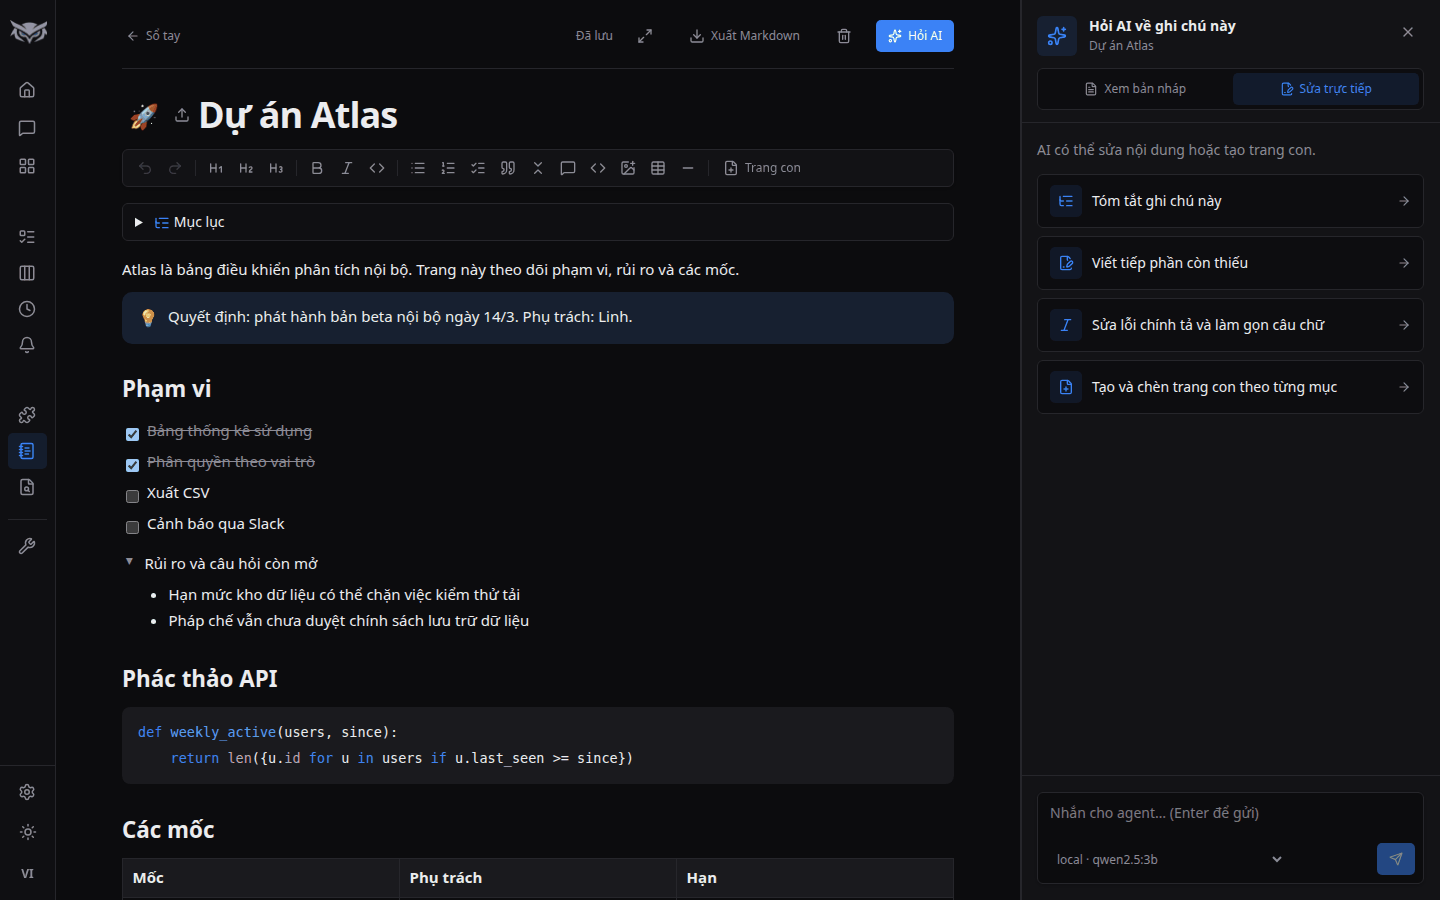 Sổ tay
Đã lưu
Xuất Markdown
Hỏi AI
Dự án Atlas
H1 H2 H3
Trang con
Mục lục
Atlas là bảng điều khiển phân tích nội bộ. Trang này theo dõi phạm vi, rủi ro và các mốc.
Quyết định: phát hành bản beta nội bộ ngày 14/3. Phụ trách: Linh.
Phạm vi
Bảng thống kê sử dụng
Phân quyền theo vai trò
Xuất CSV
Cảnh báo qua Slack
Rủi ro và câu hỏi còn mở
Hạn mức kho dữ liệu có thể chặn việc kiểm thử tải
Pháp chế vẫn chưa duyệt chính sách lưu trữ dữ liệu
Phác thảo API
def weekly_active(users, since):
    return len({u.id for u in users if u.last_seen >= since})
Các mốc
Mốc Phụ trách Hạn
VI
Hỏi AI về ghi chú này
Dự án Atlas
Xem bản nháp
Sửa trực tiếp
AI có thể sửa nội dung hoặc tạo trang con.
Tóm tắt ghi chú này
Viết tiếp phần còn thiếu
Sửa lỗi chính tả và làm gọn câu chữ
Tạo và chèn trang con theo từng mục
Nhắn cho agent... (Enter để gửi)
local · qwen2.5:3b